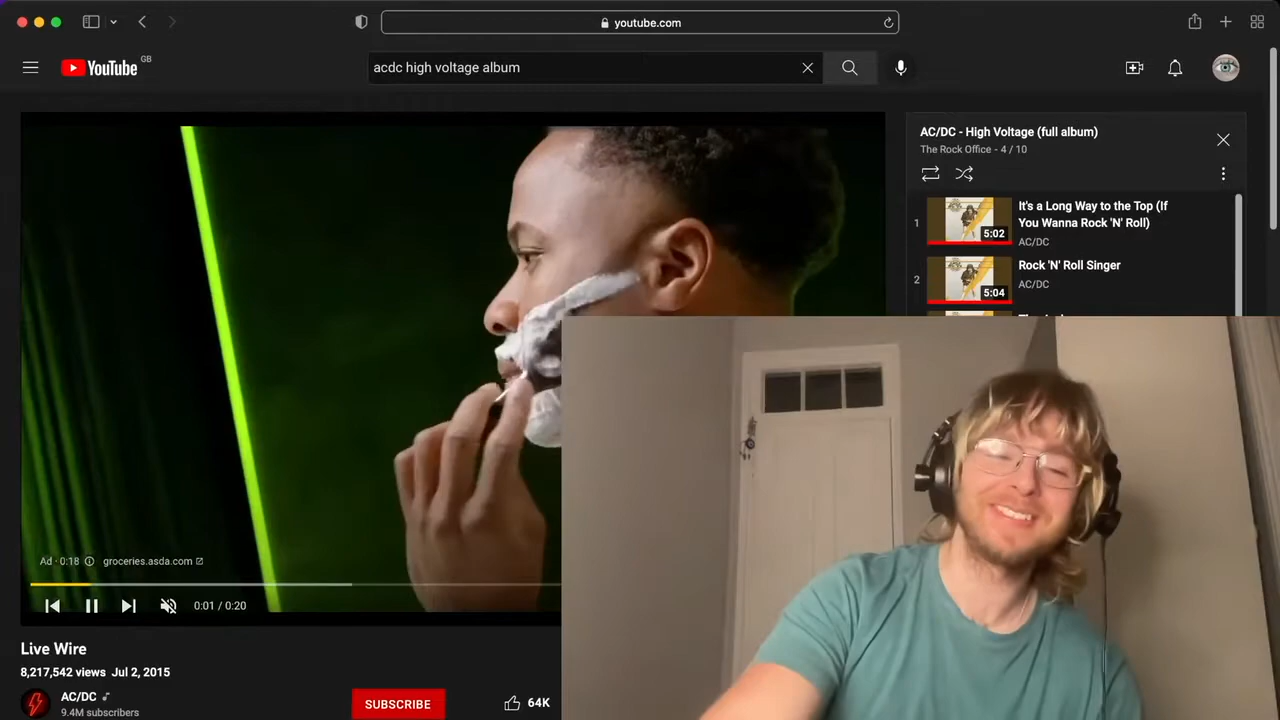 youtube.com
YouTube GB
acdc high voltage album
AC/DC - High Voltage (full album)
The Rock Office - 4 / 10
1
5:02
It's a Long Way to the Top (If
You Wanna Rock 'N' Roll)
AC/DC
2
5:04
Rock 'N' Roll Singer
AC/DC
Ad · 0:18
groceries.asda.com
0:01 / 0:20
Live Wire
8,217,542 views Jul 2, 2015
AC/DC
9.4M subscribers
SUBSCRIBE
64K